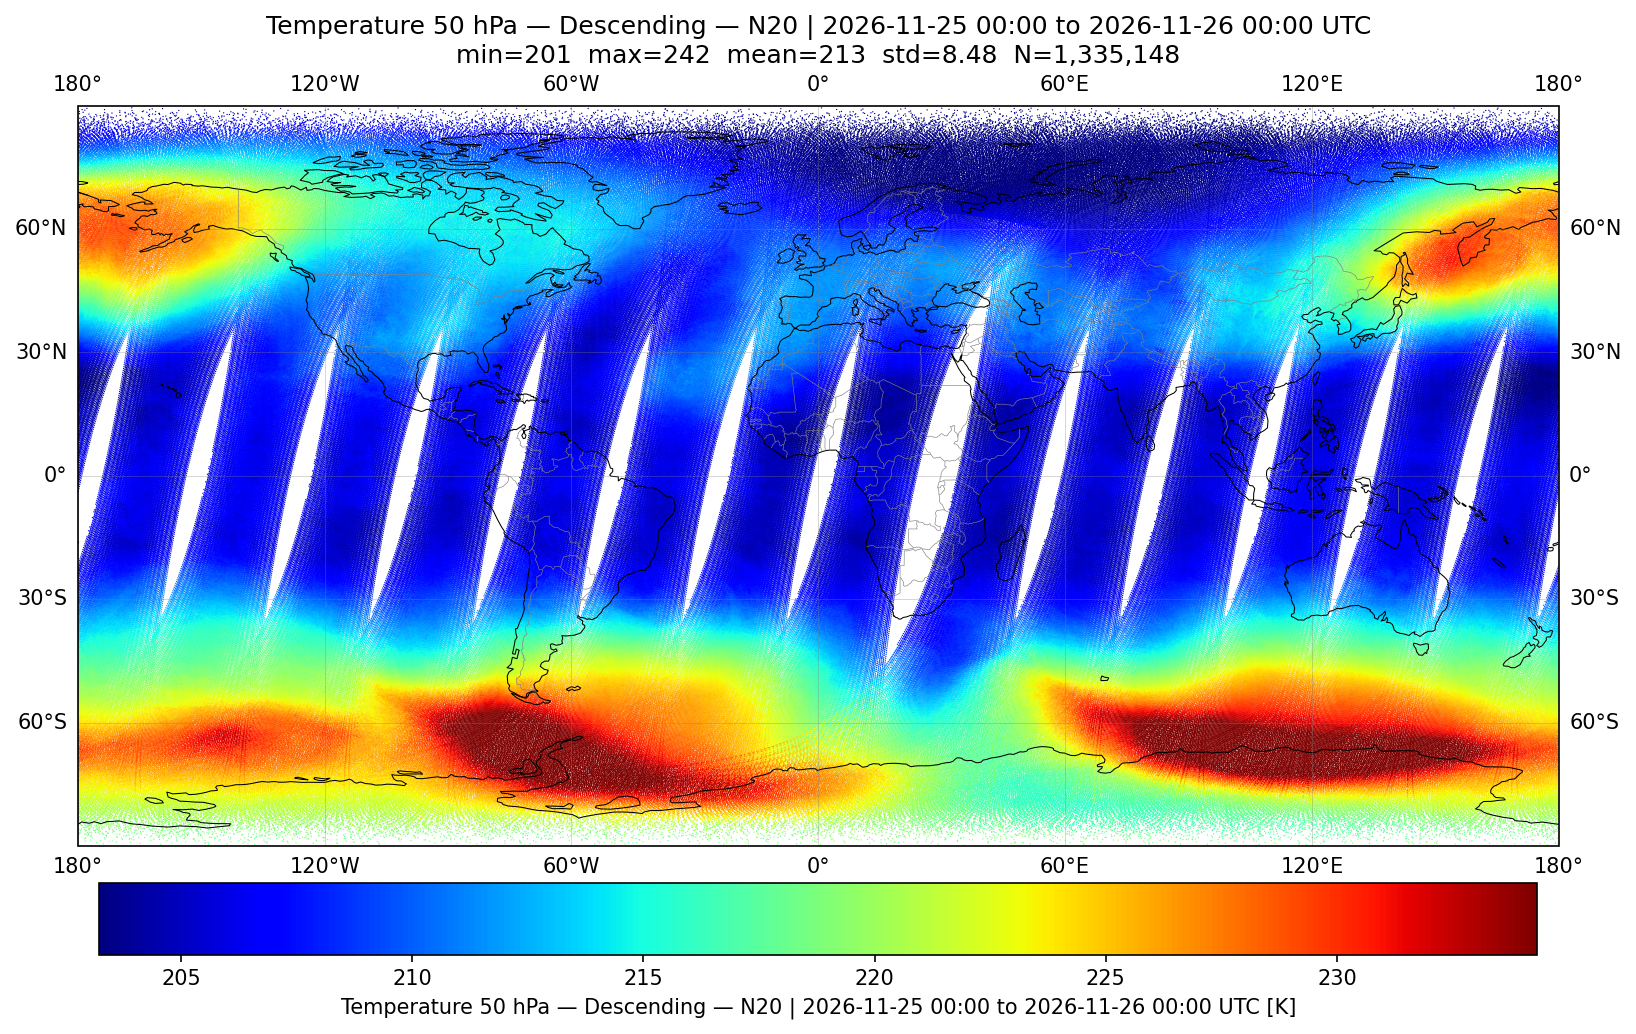 Temperature 50 hPa — Descending — N20 | 2026-11-25 00:00 to 2026-11-26 00:00 UTC
min=201 max=242 mean=213 std=8.48 N=1,335,148
180° 120°W 60°W 0° 60°E 120°E 180°
60°N 60°N
30°N 30°N
0° 0°
30°S 30°S
60°S 60°S
180° 120°W 60°W 0° 60°E 120°E 180°
205 210 215 220 225 230
Temperature 50 hPa — Descending — N20 | 2026-11-25 00:00 to 2026-11-26 00:00 UTC [K]